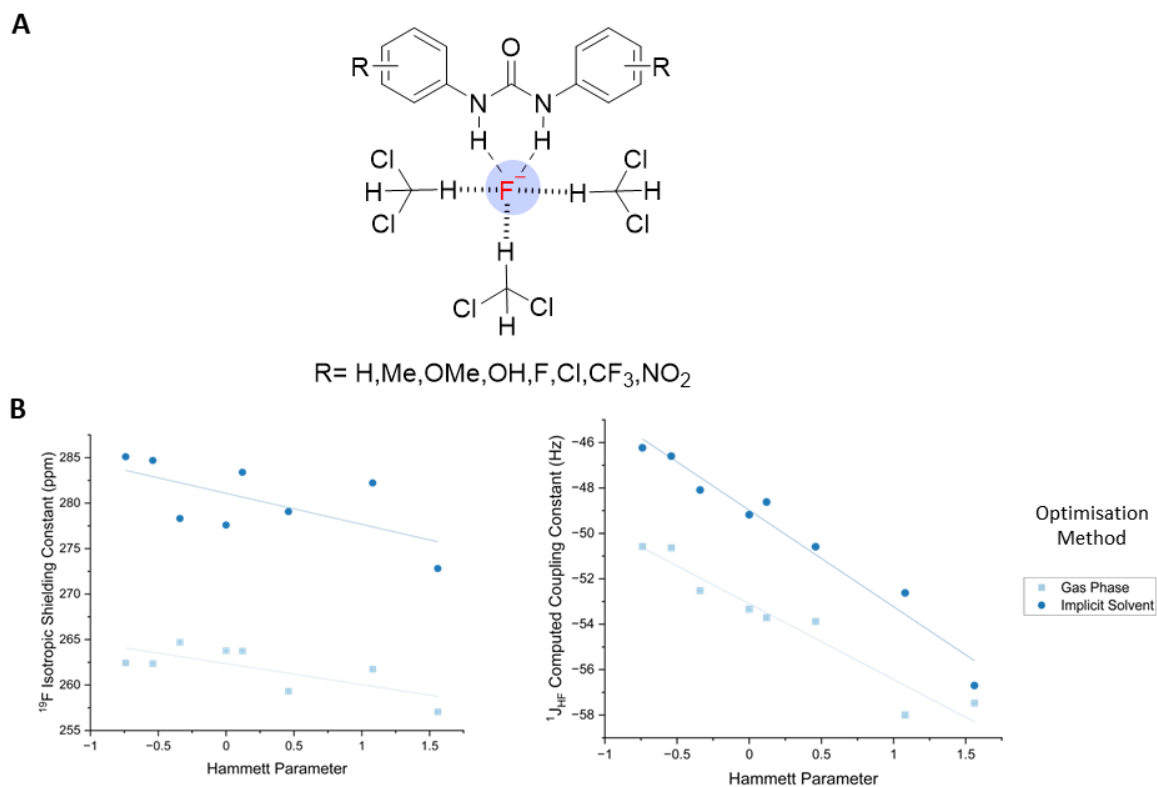 A
O
R
R
N
N
H
H
Cl
Cl
F
−
H
H
H
H
Cl
H
Cl
Cl
Cl
H
R= H,Me,OMe,OH,F,Cl,CF₃,NO₂
B
285
280
275
270
265
260
255
−1
−0.5
0
0.5
1
1.5
¹⁹F Isotropic Shielding Constant (ppm)
Hammett Parameter
−46
−48
−50
−52
−54
−56
−58
−1
−0.5
0
0.5
1
1.5
¹J_HF Computed Coupling Constant (Hz)
Hammett Parameter
Optimisation
Method
Gas Phase
Implicit Solvent